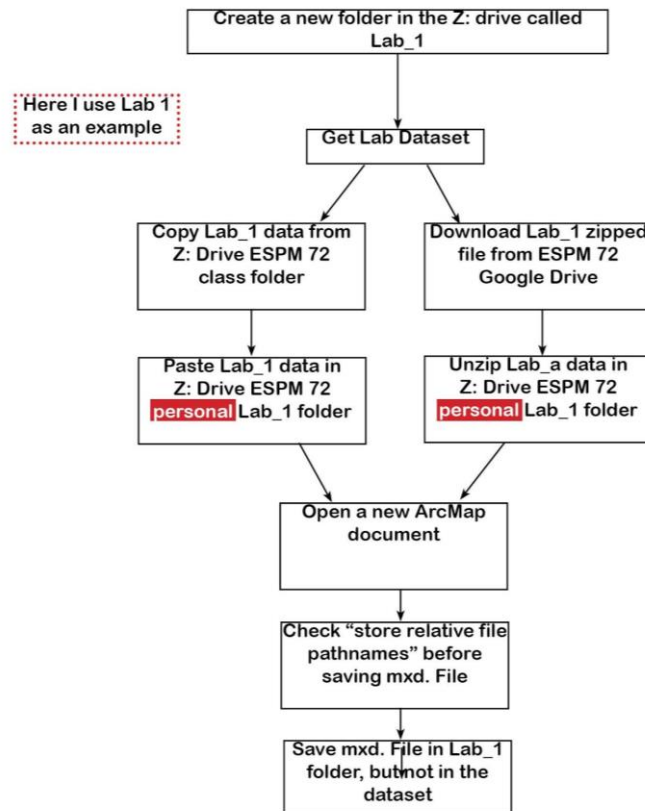 Create a new folder in the Z: drive called
Lab_1
Here I use Lab 1
as an example
Get Lab Dataset
Copy Lab_1 data from
Z: Drive ESPM 72
class folder
Download Lab_1 zipped
file from ESPM 72
Google Drive
Paste Lab_1 data in
Z: Drive ESPM 72
personal Lab_1 folder
Unzip Lab_a data in
Z: Drive ESPM 72
personal Lab_1 folder
Open a new ArcMap
document
Check “store relative file
pathnames” before
saving mxd. File
Save mxd. File in Lab_1
folder, but not in the
dataset